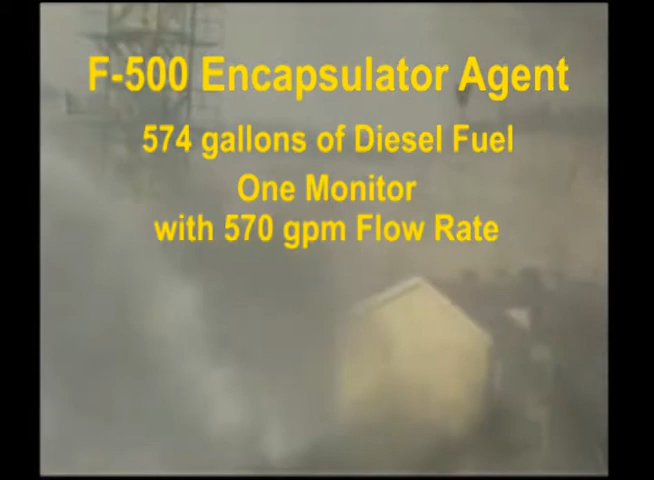 F-500 Encapsulator Agent
574 gallons of Diesel Fuel
One Monitor
with 570 gpm Flow Rate